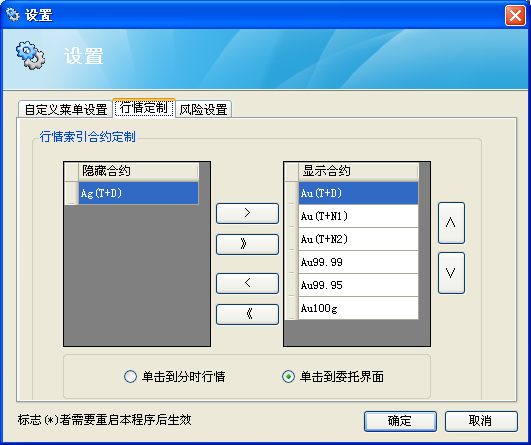 设置
设置
自定义菜单设置 行情定制 风险设置
行情索引合约定制
隐藏合约
Ag(T+D)
>
》
<
《
显示合约
Au(T+D)
Au(T+N1)
Au(T+N2)
Au99.99
Au99.95
Au100g
单击到分时行情 单击到委托界面
标志(*)者需要重启本程序后生效 确定 取消